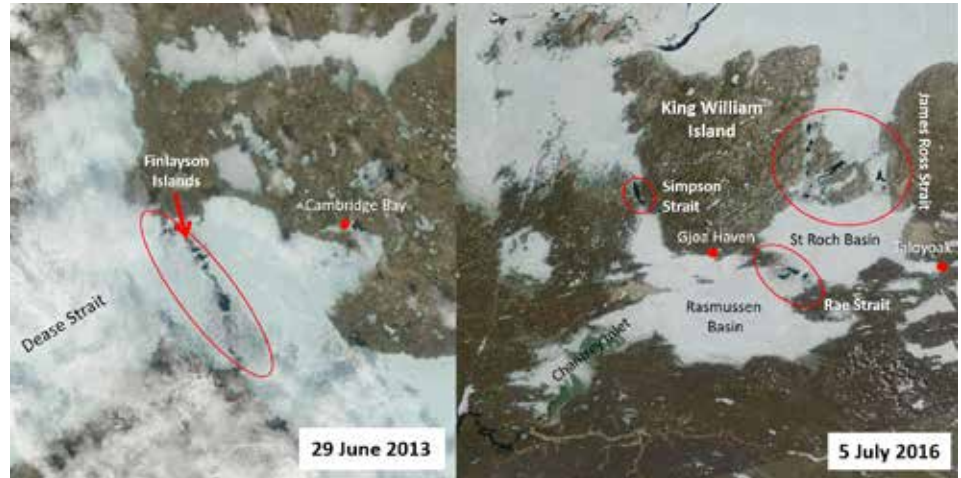 Finlayson
Islands
Cambridge Bay
Dease Strait
29 June 2013
King William
Island
James Ross Strait
Simpson
Strait
Gjoa Haven
St Roch Basin
Taloyoak
Rae Strait
Rasmussen
Basin
Chantrey Inlet
5 July 2016